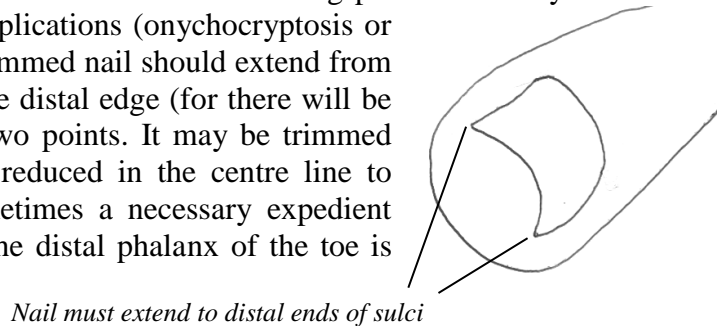 plications (onychocryptosis or
mmed nail should extend from
e distal edge (for there will be
wo points. It may be trimmed
reduced in the centre line to
etimes a necessary expedient
he distal phalanx of the toe is
Nail must extend to distal ends of sulci